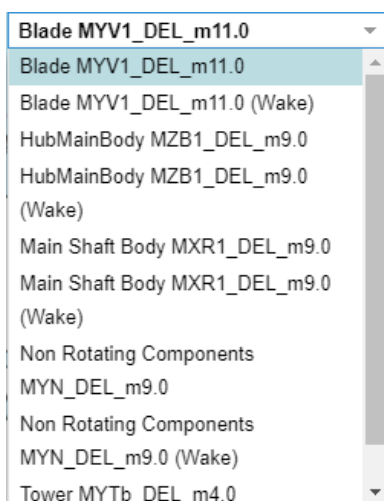 Blade MYV1_DEL_m11.0
Blade MYV1_DEL_m11.0
Blade MYV1_DEL_m11.0 (Wake)
HubMainBody MZB1_DEL_m9.0
HubMainBody MZB1_DEL_m9.0
(Wake)
Main Shaft Body MXR1_DEL_m9.0
Main Shaft Body MXR1_DEL_m9.0
(Wake)
Non Rotating Components
MYN_DEL_m9.0
Non Rotating Components
MYN_DEL_m9.0 (Wake)
Tower MYTb_DEL_m4.0